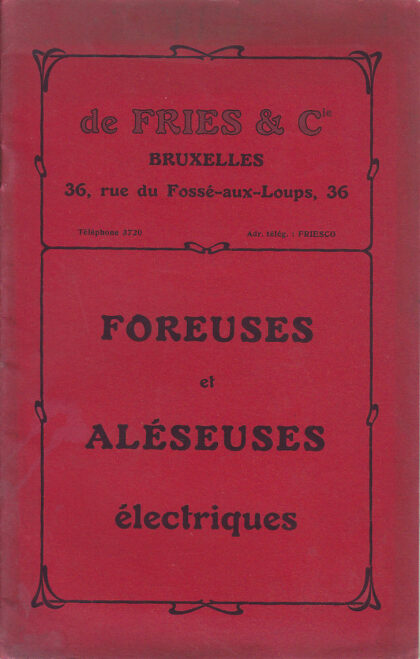 de FRIES & Cie
BRUXELLES
36, rue du Fossé-aux-Loups, 36
Téléphone 3720 Adr. télég. : FRIESCO
FOREUSES
et
ALÉSEUSES
électriques